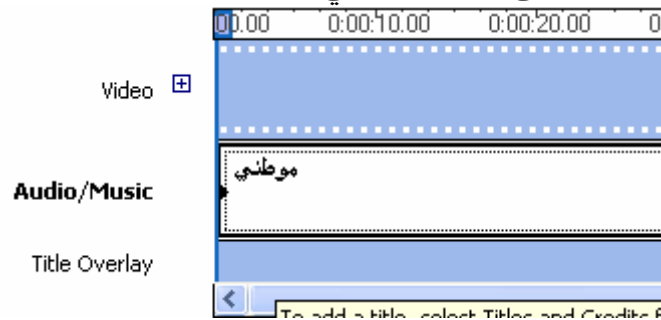 00.00 0:00:10.00 0:00:20.00
Video
موطني
Audio/Music
Title Overlay
To add a title, select Titles and Credits